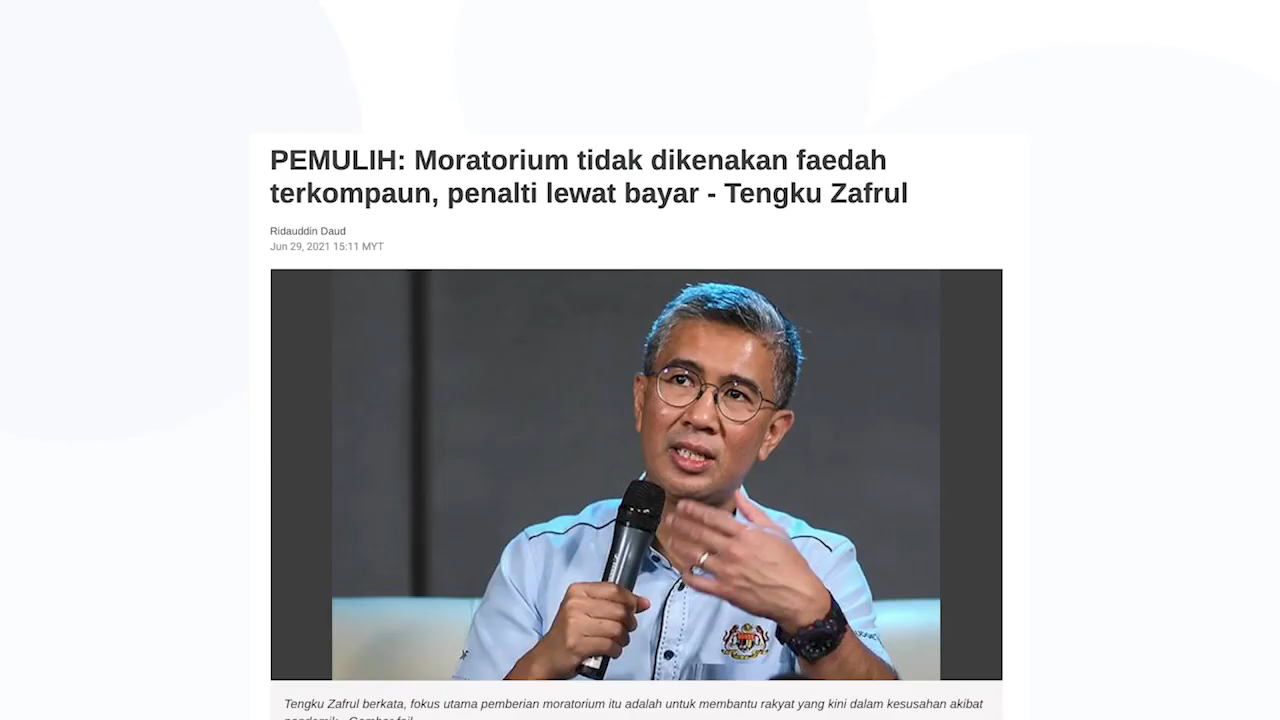 PEMULIH: Moratorium tidak dikenakan faedah
terkompaun, penalti lewat bayar - Tengku Zafrul
Ridauddin Daud
Jun 29, 2021 15:11 MYT
Tengku Zafrul berkata, fokus utama pemberian moratorium itu adalah untuk membantu rakyat yang kini dalam kesusahan akibat